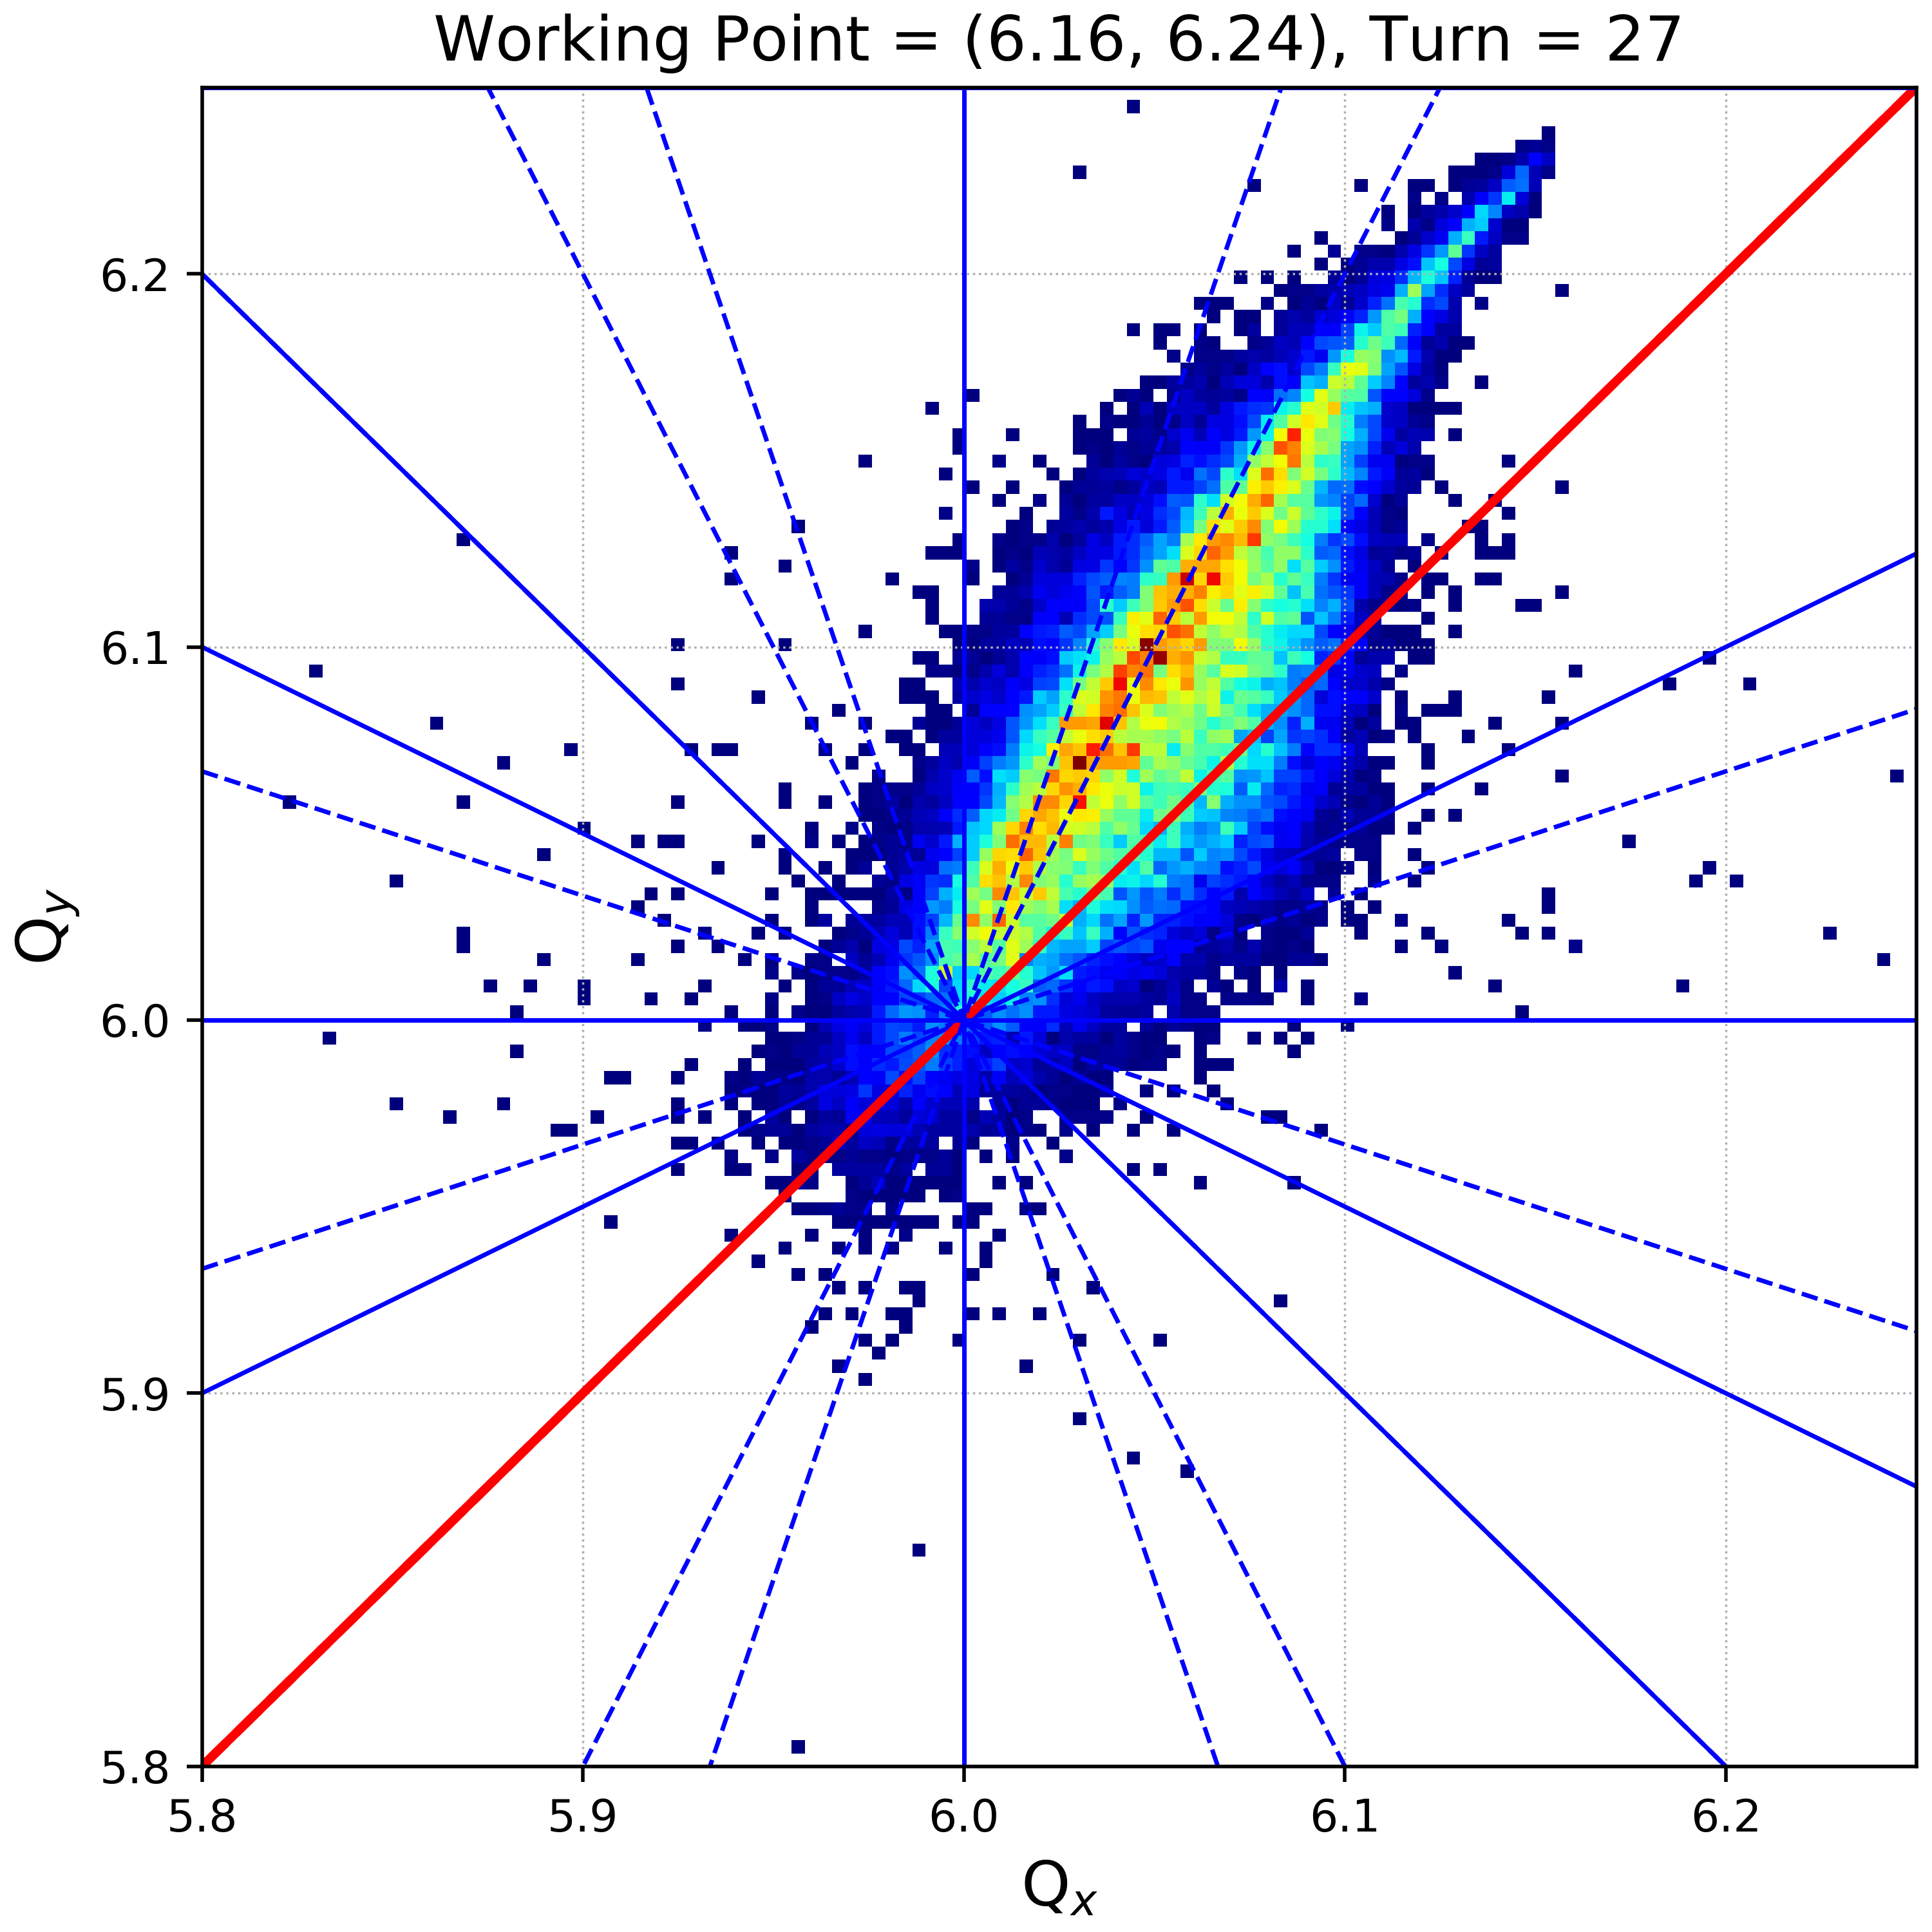 Working Point = (6.16, 6.24), Turn = 27
6.2
6.1
6.0
5.9
5.8
Qy
5.8 5.9 6.0 6.1 6.2
Qx